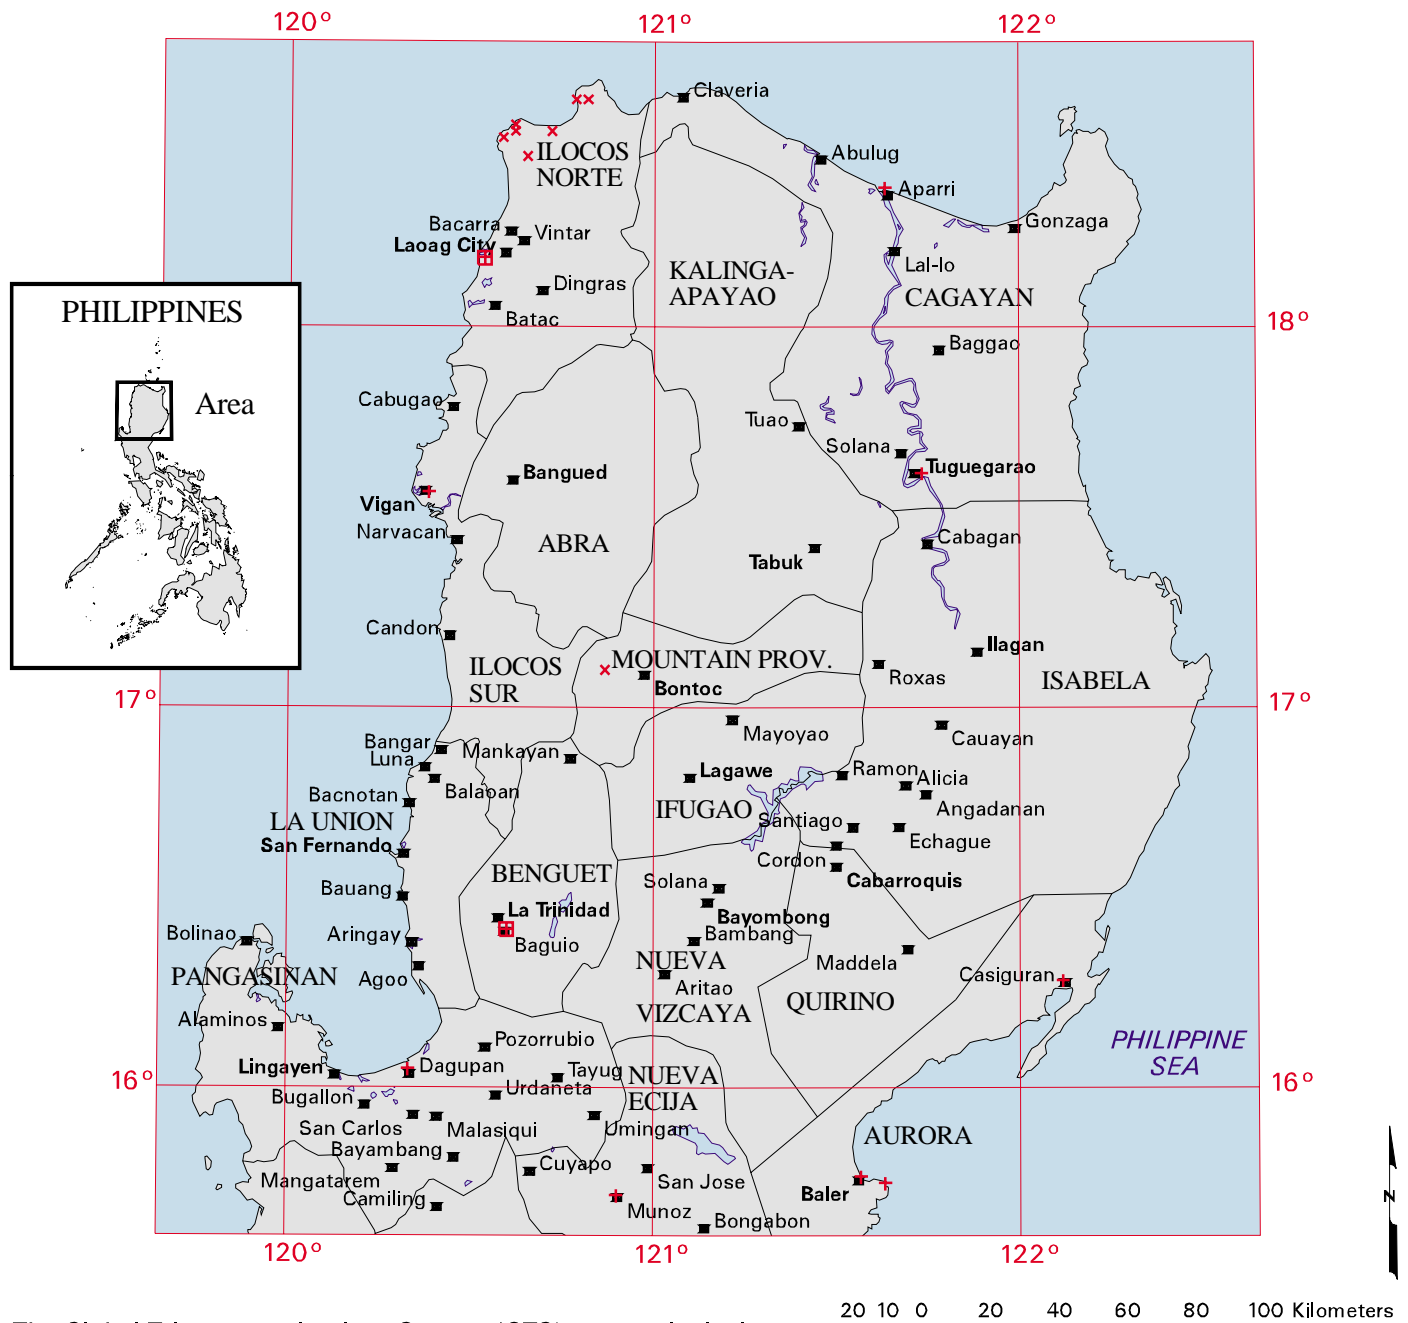 120° 121° 122°
Claveria
Abulug
ILOCOS
NORTE
Aparri
Gonzaga
Bacarra
Vintar
Laoag City
Lal-lo
KALINGA-
APAYAO
CAGAYAN
Dingras
Batac
PHILIPPINES
Area
18°
Baggao
Cabugao
Tuao
Solana
Tuguegarao
Bangued
Vigan
Narvacan
ABRA
Cabagan
Tabuk
Candon
Ilagan
ILOCOS
SUR
MOUNTAIN PROV.
Bontoc
Roxas
ISABELA
17° 17°
Mayoyao
Cauayan
Bangar
Luna
Mankayan
Lagawe
Ramon
Alicia
Balaoan
Bacnotan
Angadanan
LA UNION
IFUGAO
Santiago
San Fernando
Echague
Cordon
BENGUET
Cabarroquis
Bauang
Solana
La Trinidad
Bayombong
Bolinao
Aringay
Baguio
Bambang
PANGASINAN
Agoo
NUEVA
VIZCAYA
Maddela
Casiguran
Aritao
QUIRINO
Alaminos
Pozorrubio
PHILIPPINE
SEA
Lingayen
Dagupan
Tayug
NUEVA
ECIJA
16° 16°
Bugallon
Urdaneta
San Carlos
Malasiqui
Umingan
AURORA
Bayambang
Mangatarem
Cuyapo
San Jose
Camiling
Baler
Munoz
Bongabon
120° 121° 122°
N
20 10 0 20 40 60 80 100 Kilometers